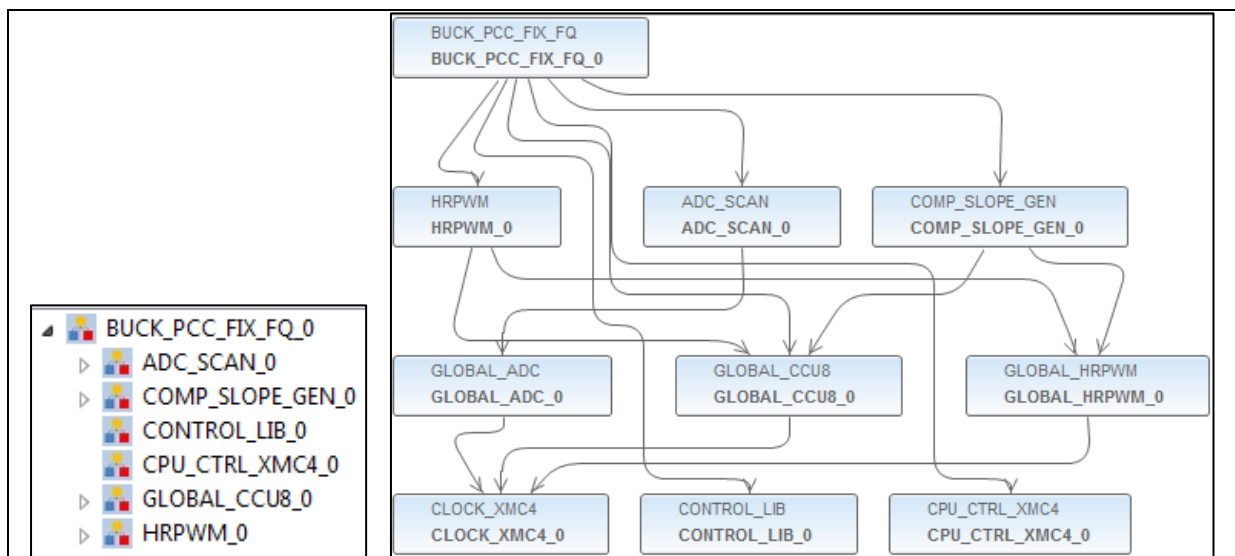 BUCK_PCC_FIX_FQ_0
ADC_SCAN_0
COMP_SLOPE_GEN_0
CONTROL_LIB_0
CPU_CTRL_XMC4_0
GLOBAL_CCU8_0
HRPWM_0
BUCK_PCC_FIX_FQ
BUCK_PCC_FIX_FQ_0
HRPWM
HRPWM_0
ADC_SCAN
ADC_SCAN_0
COMP_SLOPE_GEN
COMP_SLOPE_GEN_0
GLOBAL_ADC
GLOBAL_ADC_0
GLOBAL_CCU8
GLOBAL_CCU8_0
GLOBAL_HRPWM
GLOBAL_HRPWM_0
CLOCK_XMC4
CLOCK_XMC4_0
CONTROL_LIB
CONTROL_LIB_0
CPU_CTRL_XMC4
CPU_CTRL_XMC4_0